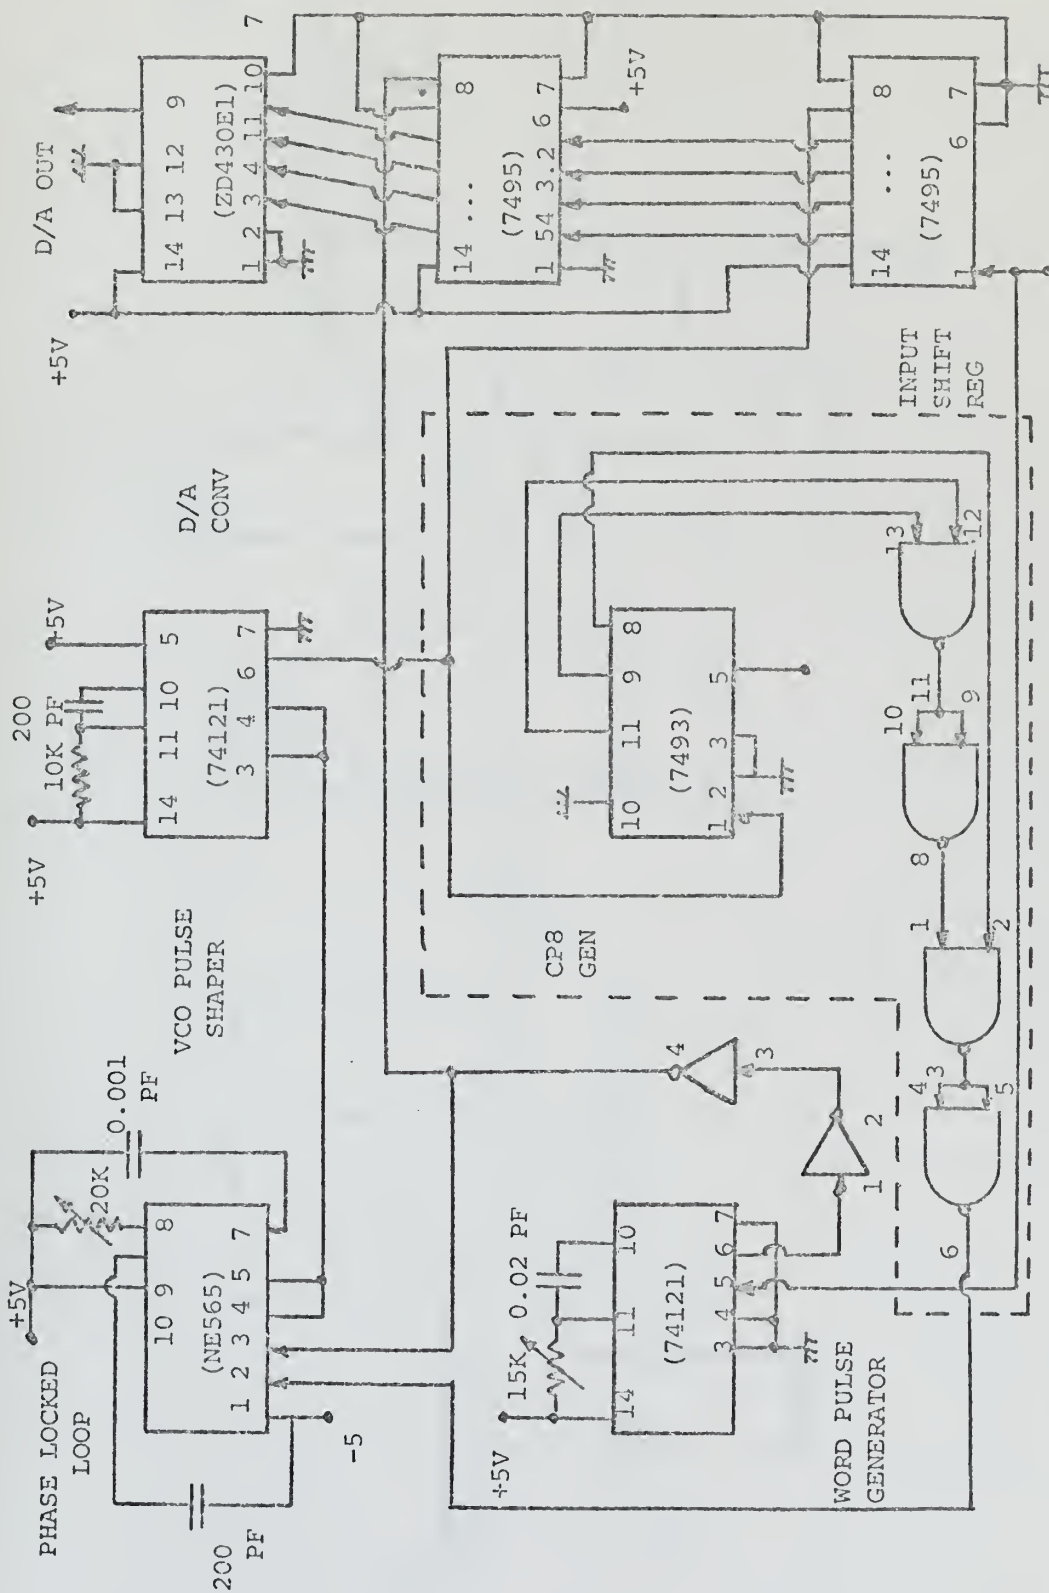 PHASE LOCKED
LOOP
+5V
200
PF
20K
0.001
PF
10 9 8
(NE565)
1 2 3 4 5 7
-5
VCO PULSE
SHAPER
+5V
200
10K PF
+5V
14 11 10 5
(74121)
3 4 6 7
D/A
CONV
+5V
D/A OUT
14 13 12 9
(ZD430E1)
1 2 3 4 11 10
7
14 ... 8
(7495)
1 54 3.2 6 7
+5V
14 ... 8
(7495)
1 6 7
INPUT
SHIFT
REG
+5V
15K 0.02 PF
14 11 10
(74121)
3 4 5 6 7
WORD PULSE
GENERATOR
1 2
3 4
CP8
GEN
10 11 9 8
(7493)
1 2 3 5
13
12
11
10
9
8
1
2
3
4
5
6